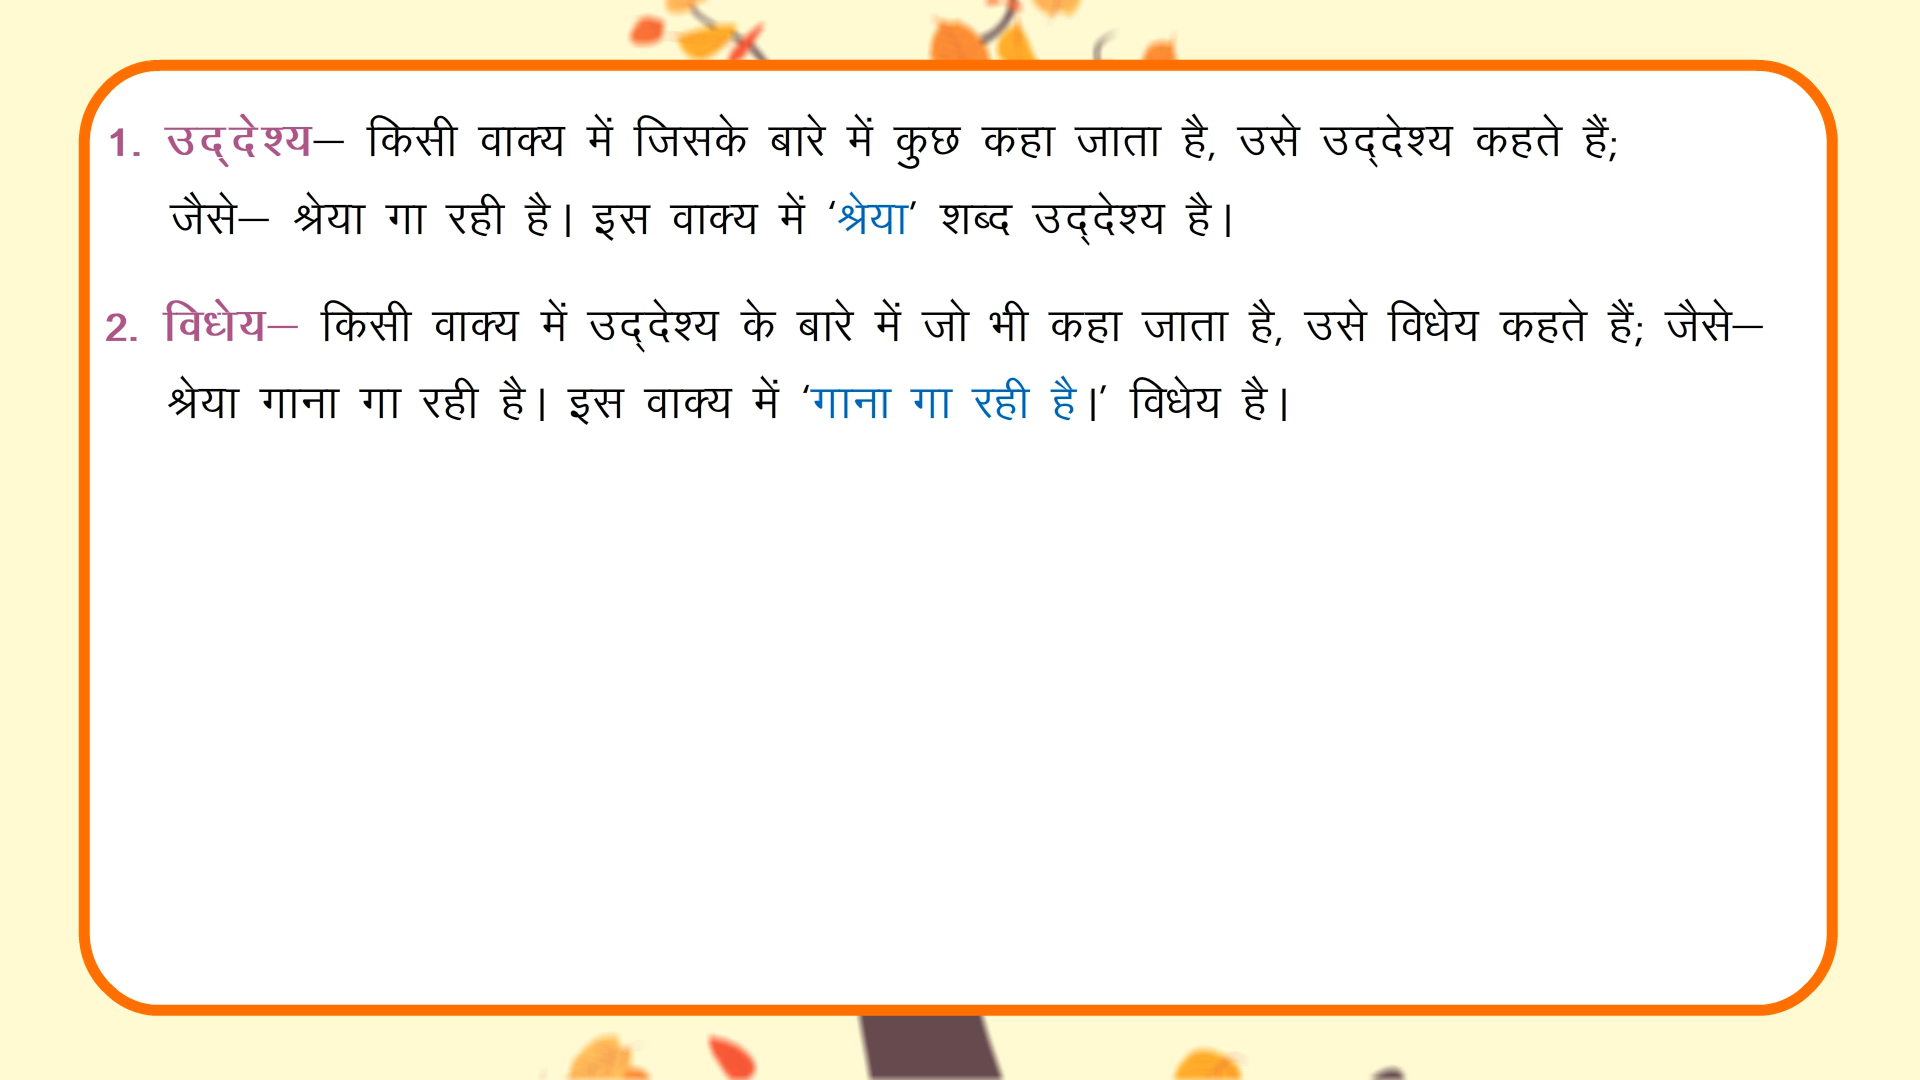 1. उद्‌देश्य– किसी वाक्य में जिसके बारे में कुछ कहा जाता है, उसे उद्‌देश्य कहते हैं;
जैसे– श्रेया गा रही है। इस वाक्य में ‘श्रेया’ शब्द उद्‌देश्य है।
2. विधेय– किसी वाक्य में उद्‌देश्य के बारे में जो भी कहा जाता है, उसे विधेय कहते हैं; जैसे–
श्रेया गाना गा रही है। इस वाक्य में ‘गाना गा रही है।’ विधेय है।